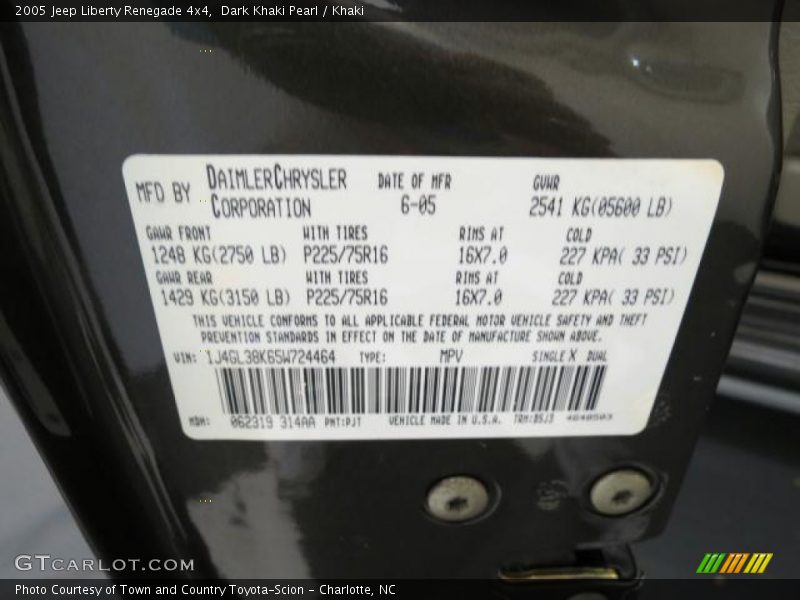 2005 Jeep Liberty Renegade 4x4,  Dark Khaki Pearl / Khaki
MFD BY DAIMLERCHRYSLER CORPORATION
DATE OF MFR 6-05
GVWR 2541 KG(05600 LB)
GAWR FRONT WITH TIRES RIMS AT COLD
1248 KG(2750 LB) P225/75R16 16X7.0 227 KPA( 33 PSI)
GAWR REAR WITH TIRES RIMS AT COLD
1429 KG(3150 LB) P225/75R16 16X7.0 227 KPA( 33 PSI)
THIS VEHICLE CONFORMS TO ALL APPLICABLE FEDERAL MOTOR VEHICLE SAFETY AND THEFT
PREVENTION STANDARDS IN EFFECT ON THE DATE OF MANUFACTURE SHOWN ABOVE.
VIN: 1J4GL38K65W724464 TYPE: MPV SINGLE X DUAL
MDH: 062319 314AA PNT:PJT VEHICLE MADE IN U.S.A. TRM:D5J3
GTCARLOT.COM
Photo Courtesy of Town and Country Toyota-Scion - Charlotte, NC